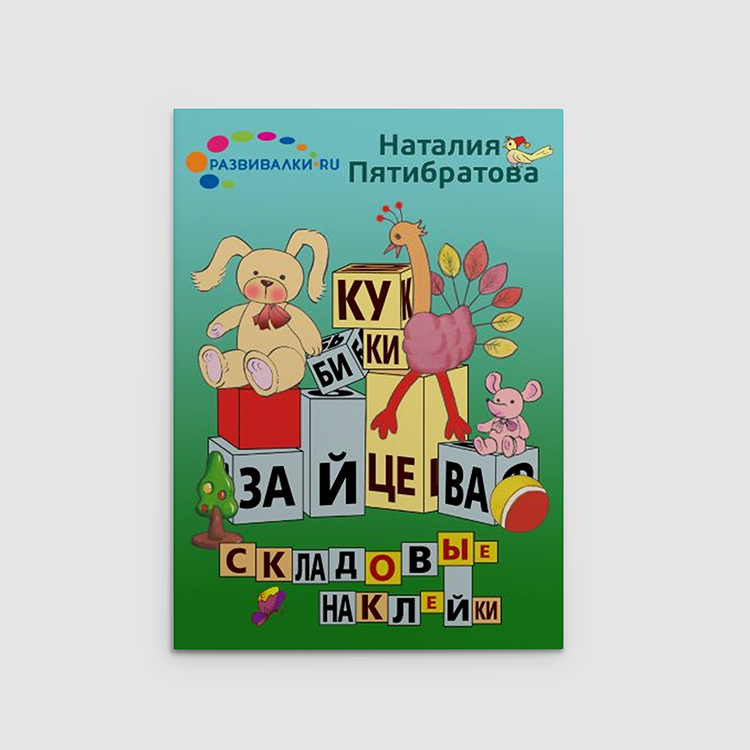 РАЗВИВАЛКИ.RU
Наталия
Пятибратова
КУ
КИ
БИ
ЗА Й ЦЕ ВА
СКЛАДОВЫЕ
НАКЛЕЙКИ